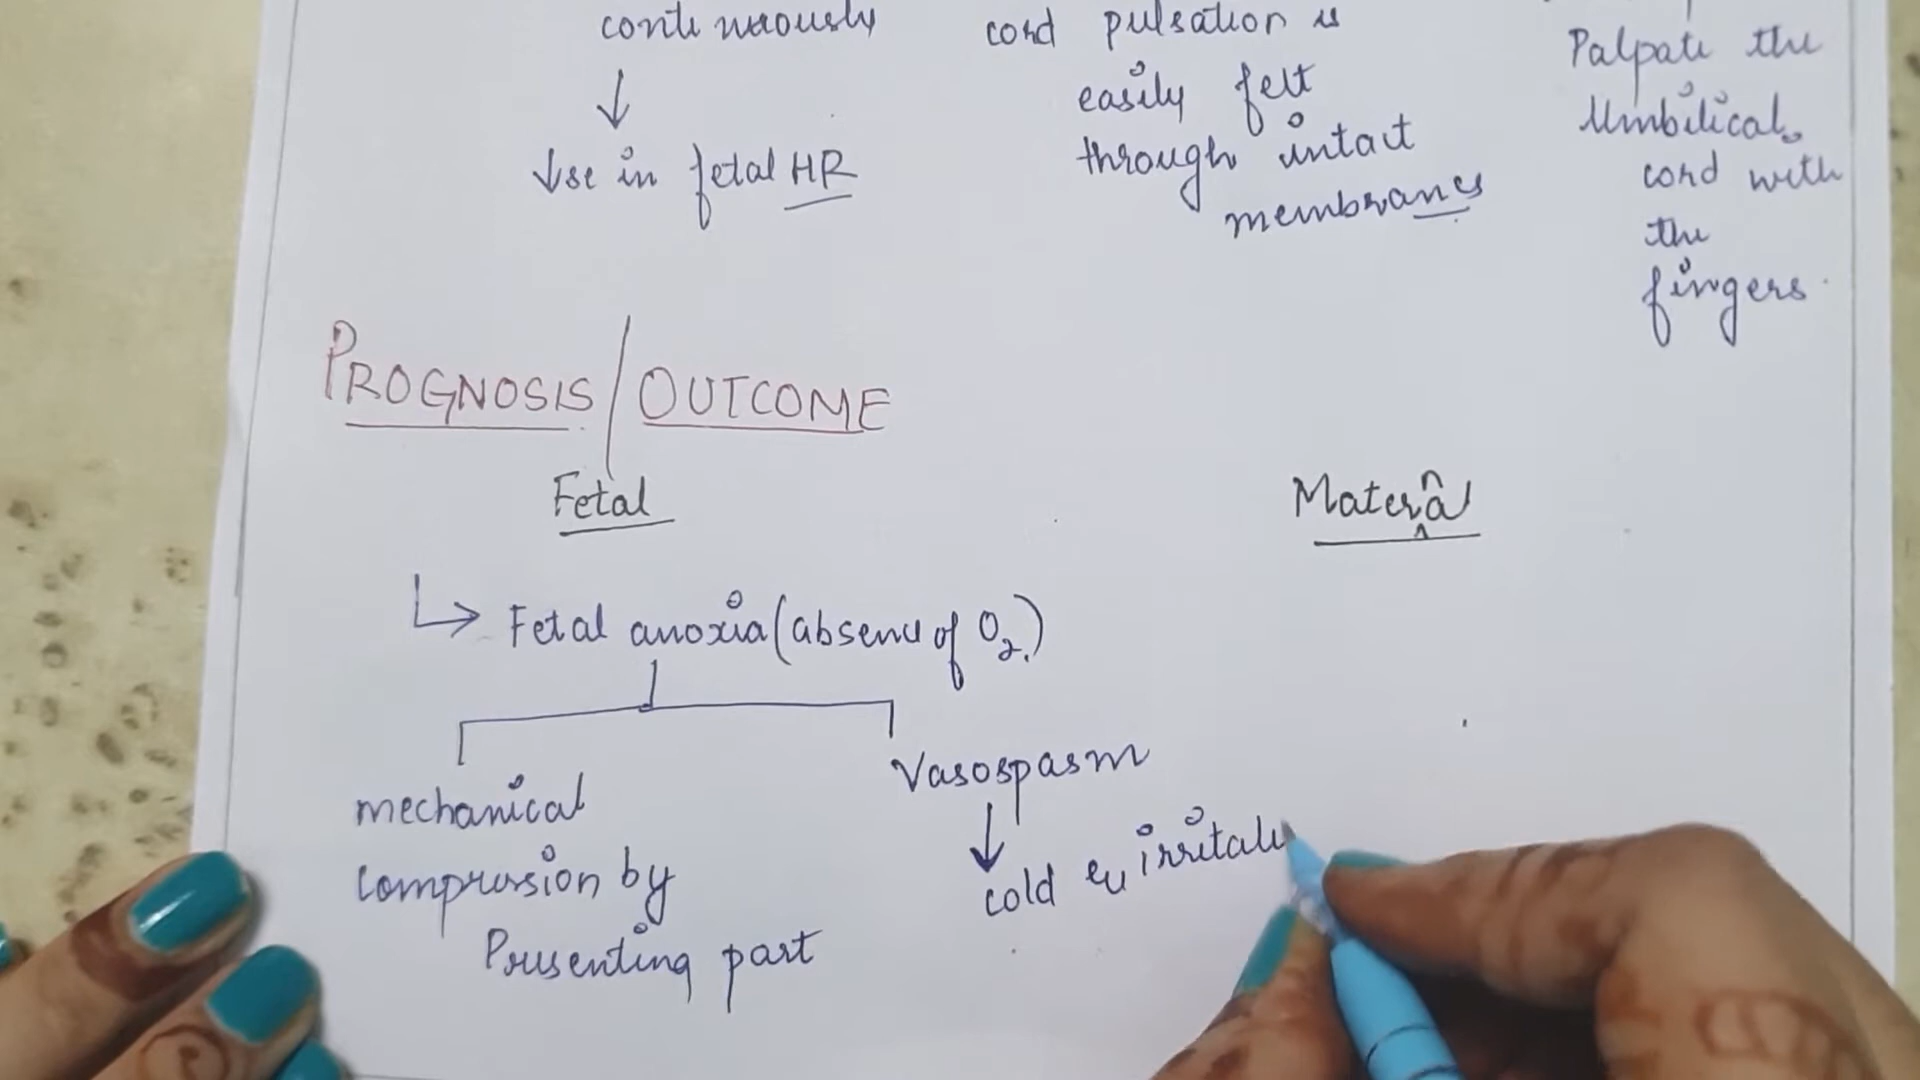 continuously
↓
↓se in fetal HR
cord pulsation is
easily felt
through intact
membranes
Palpate the
Umbilical
cord with
the
fingers.
PROGNOSIS/OUTCOME
Fetal
Maternal
↳ Fetal anoxia (absence of O₂)
mechanical
compression by
Presenting part
Vasospasm
↓
cold